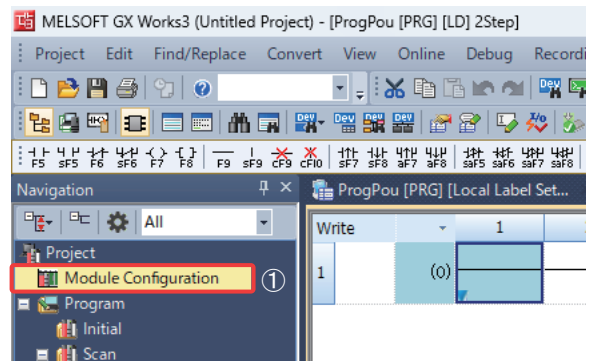 MELSOFT GX Works3 (Untitled Project) - [ProgPou [PRG] [LD] 2Step]
Project Edit Find/Replace Convert View Online Debug Recordi
F5 sF5 F6 sF6 F7 F8 F9 sF9 cF9 cF10 sF7 sF8 aF7 aF8 saF5 saF6 saF7 saF8
Navigation
ProgPou [PRG] [Local Label Set...
All
Write 1
Project
Module Configuration ①
1 (0)
Program
Initial
Scan